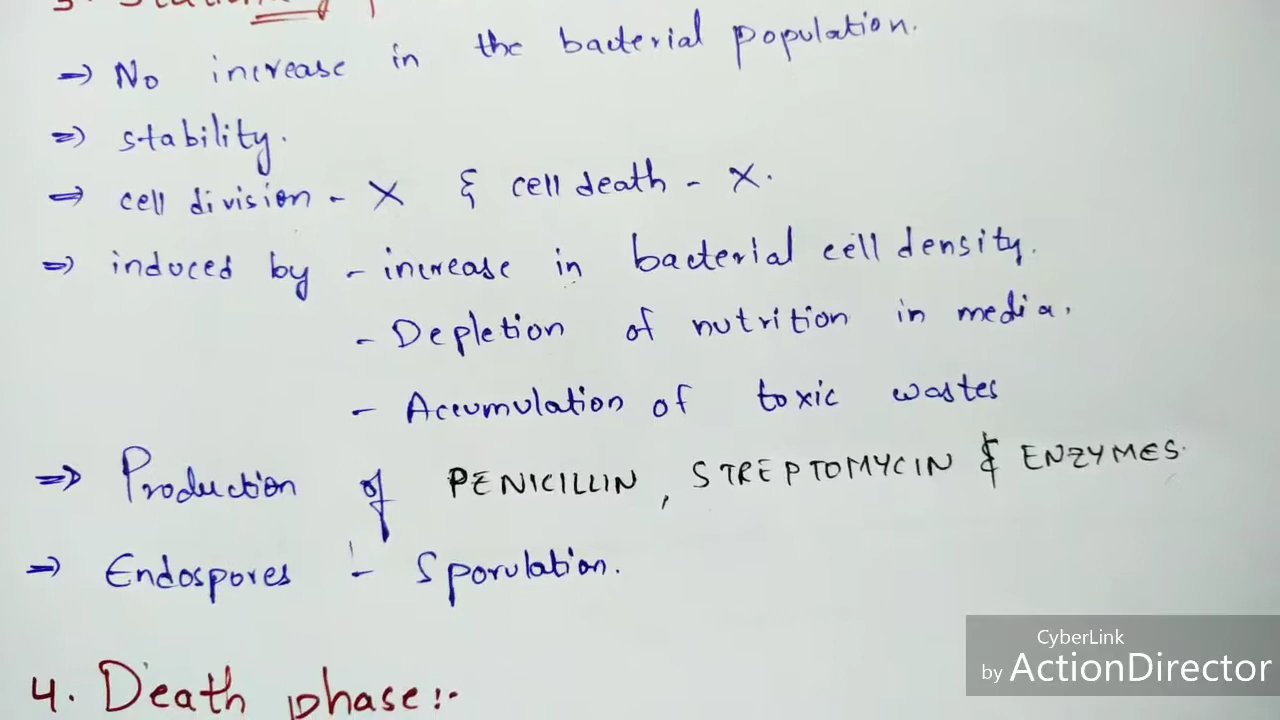 3. Stationary
=> No increase in the bacterial population.
=> stability.
=> cell division - X & cell death - X.
=> induced by - increase in bacterial cell density.
- Depletion of nutrition in media.
- Accumulation of toxic wastes
=> Production of PENICILLIN, STREPTOMYCIN & ENZYMES.
=> Endospores - Sporulation.
4. Death phase:-
CyberLink
by ActionDirector